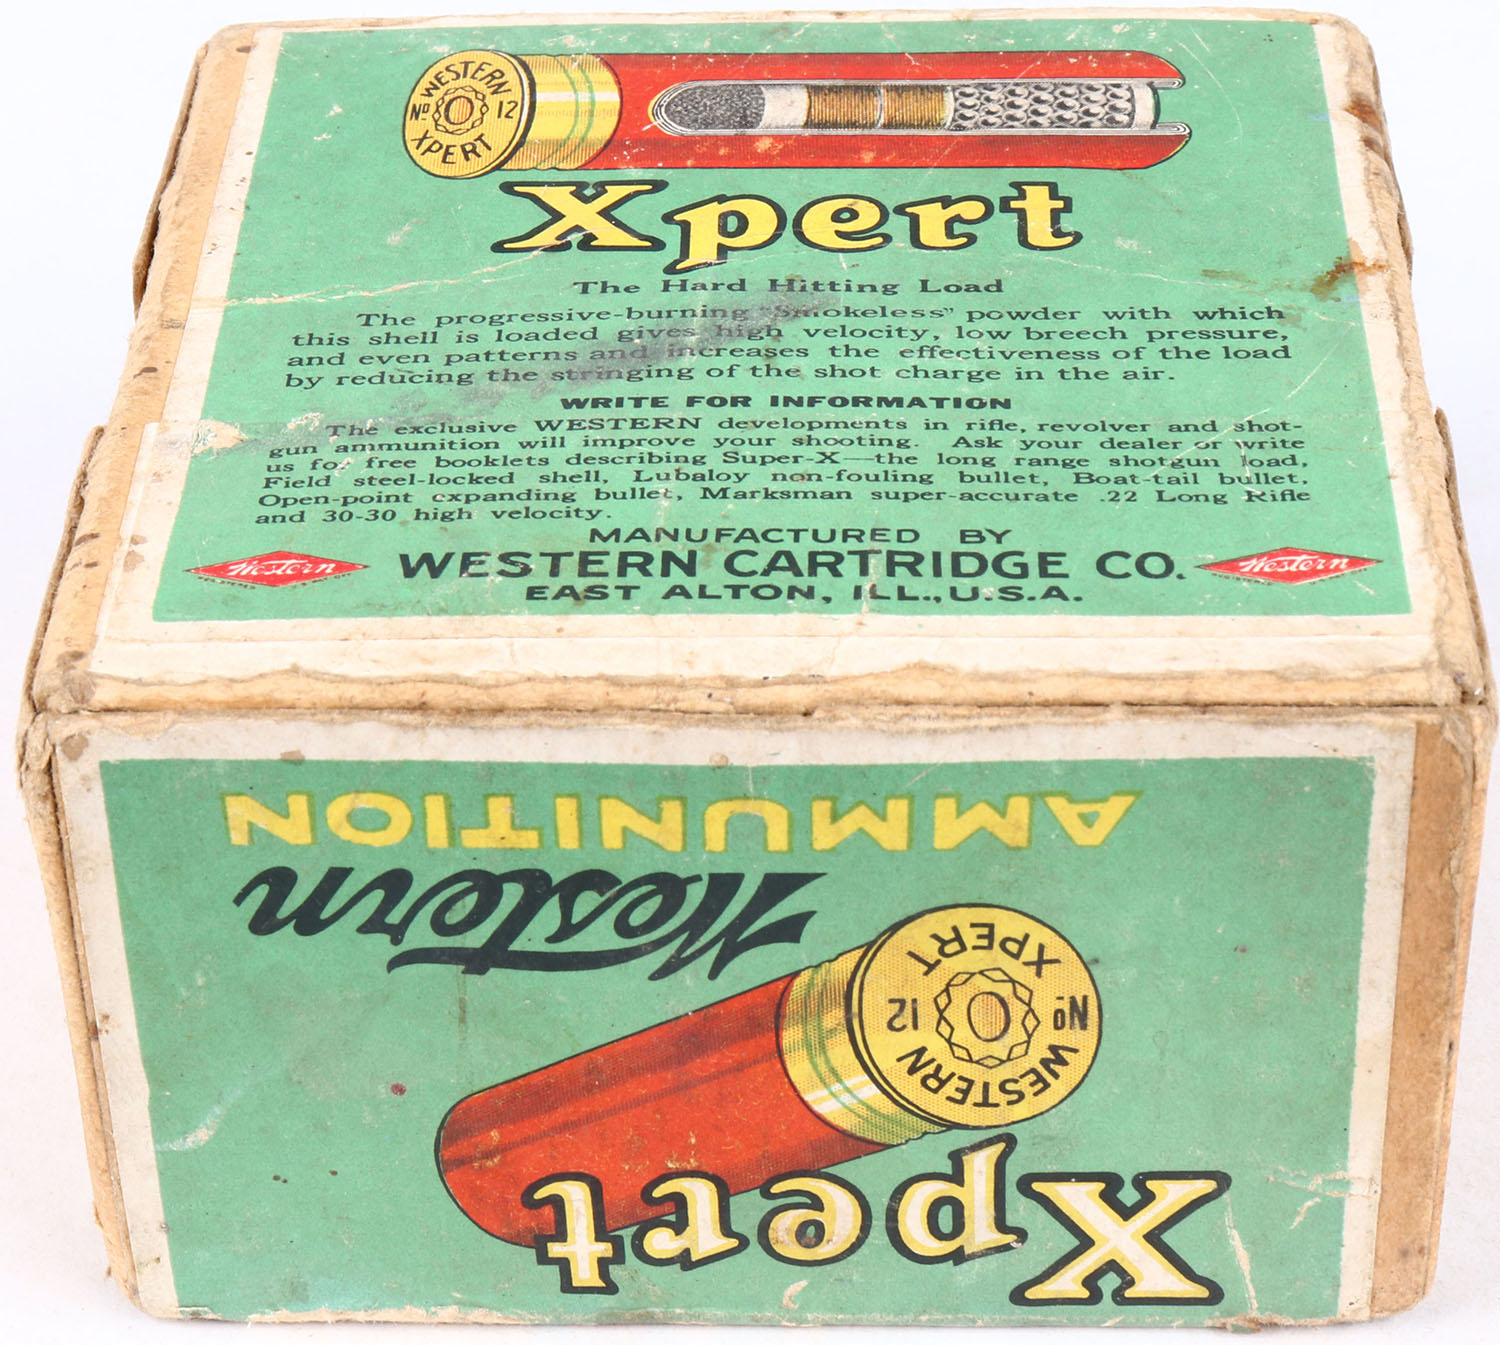 WESTERN
No 12
XPERT
Xpert
The Hard Hitting Load
The progressive-burning "Smokeless" powder with which
this shell is loaded gives high velocity, low breech pressure,
and even patterns and increases the effectiveness of the load
by reducing the stringing of the shot charge in the air.
WRITE FOR INFORMATION
The exclusive WESTERN developments in rifle, revolver and shot-
gun ammunition will improve your shooting. Ask your dealer or write
us for free booklets describing Super-X—the long range shotgun load,
Field steel-locked shell, Lubaloy non-fouling bullet, Boat-tail bullet,
Open-point expanding bullet, Marksman super-accurate .22 Long Rifle
and 30-30 high velocity.
MANUFACTURED BY
WESTERN CARTRIDGE CO.
EAST ALTON, ILL., U.S.A.
Western
Western
Xpert
WESTERN
No 12
XPERT
Western
AMMUNITION